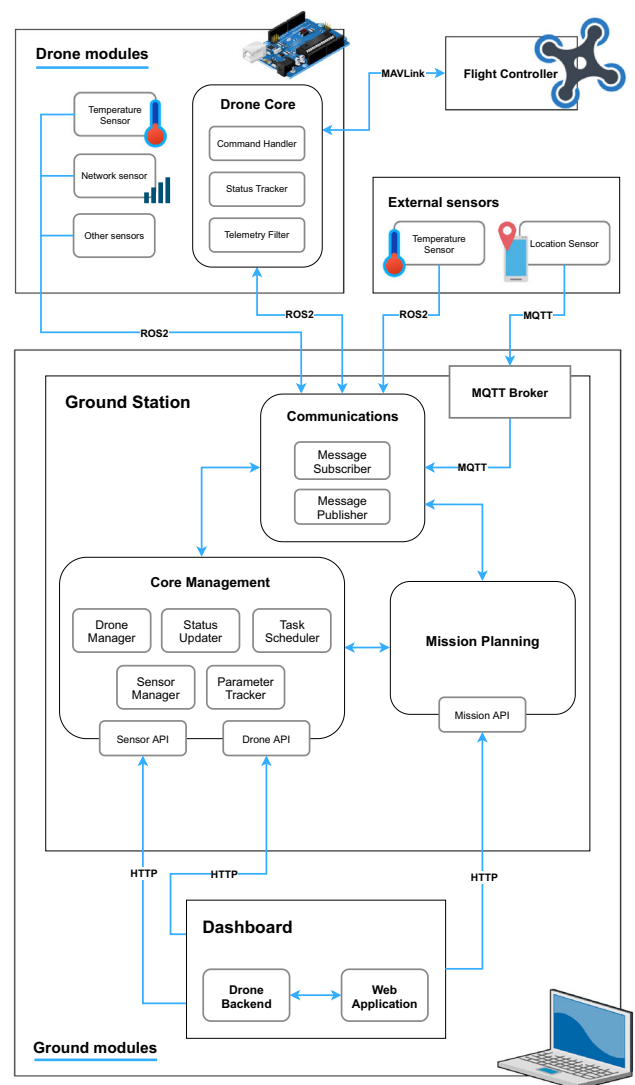 Drone modules
Temperature
Sensor
Network sensor
Other sensors
Drone Core
Command Handler
Status Tracker
Telemetry Filter
MAVLink
Flight Controller
External sensors
Temperature
Sensor
Location Sensor
ROS2
ROS2
ROS2
MQTT
Ground Station
MQTT Broker
Communications
Message
Subscriber
Message
Publisher
MQTT
Core Management
Drone
Manager
Status
Updater
Task
Scheduler
Sensor
Manager
Parameter
Tracker
Sensor API
Drone API
Mission Planning
Mission API
HTTP
HTTP
HTTP
Dashboard
Drone
Backend
Web
Application
Ground modules